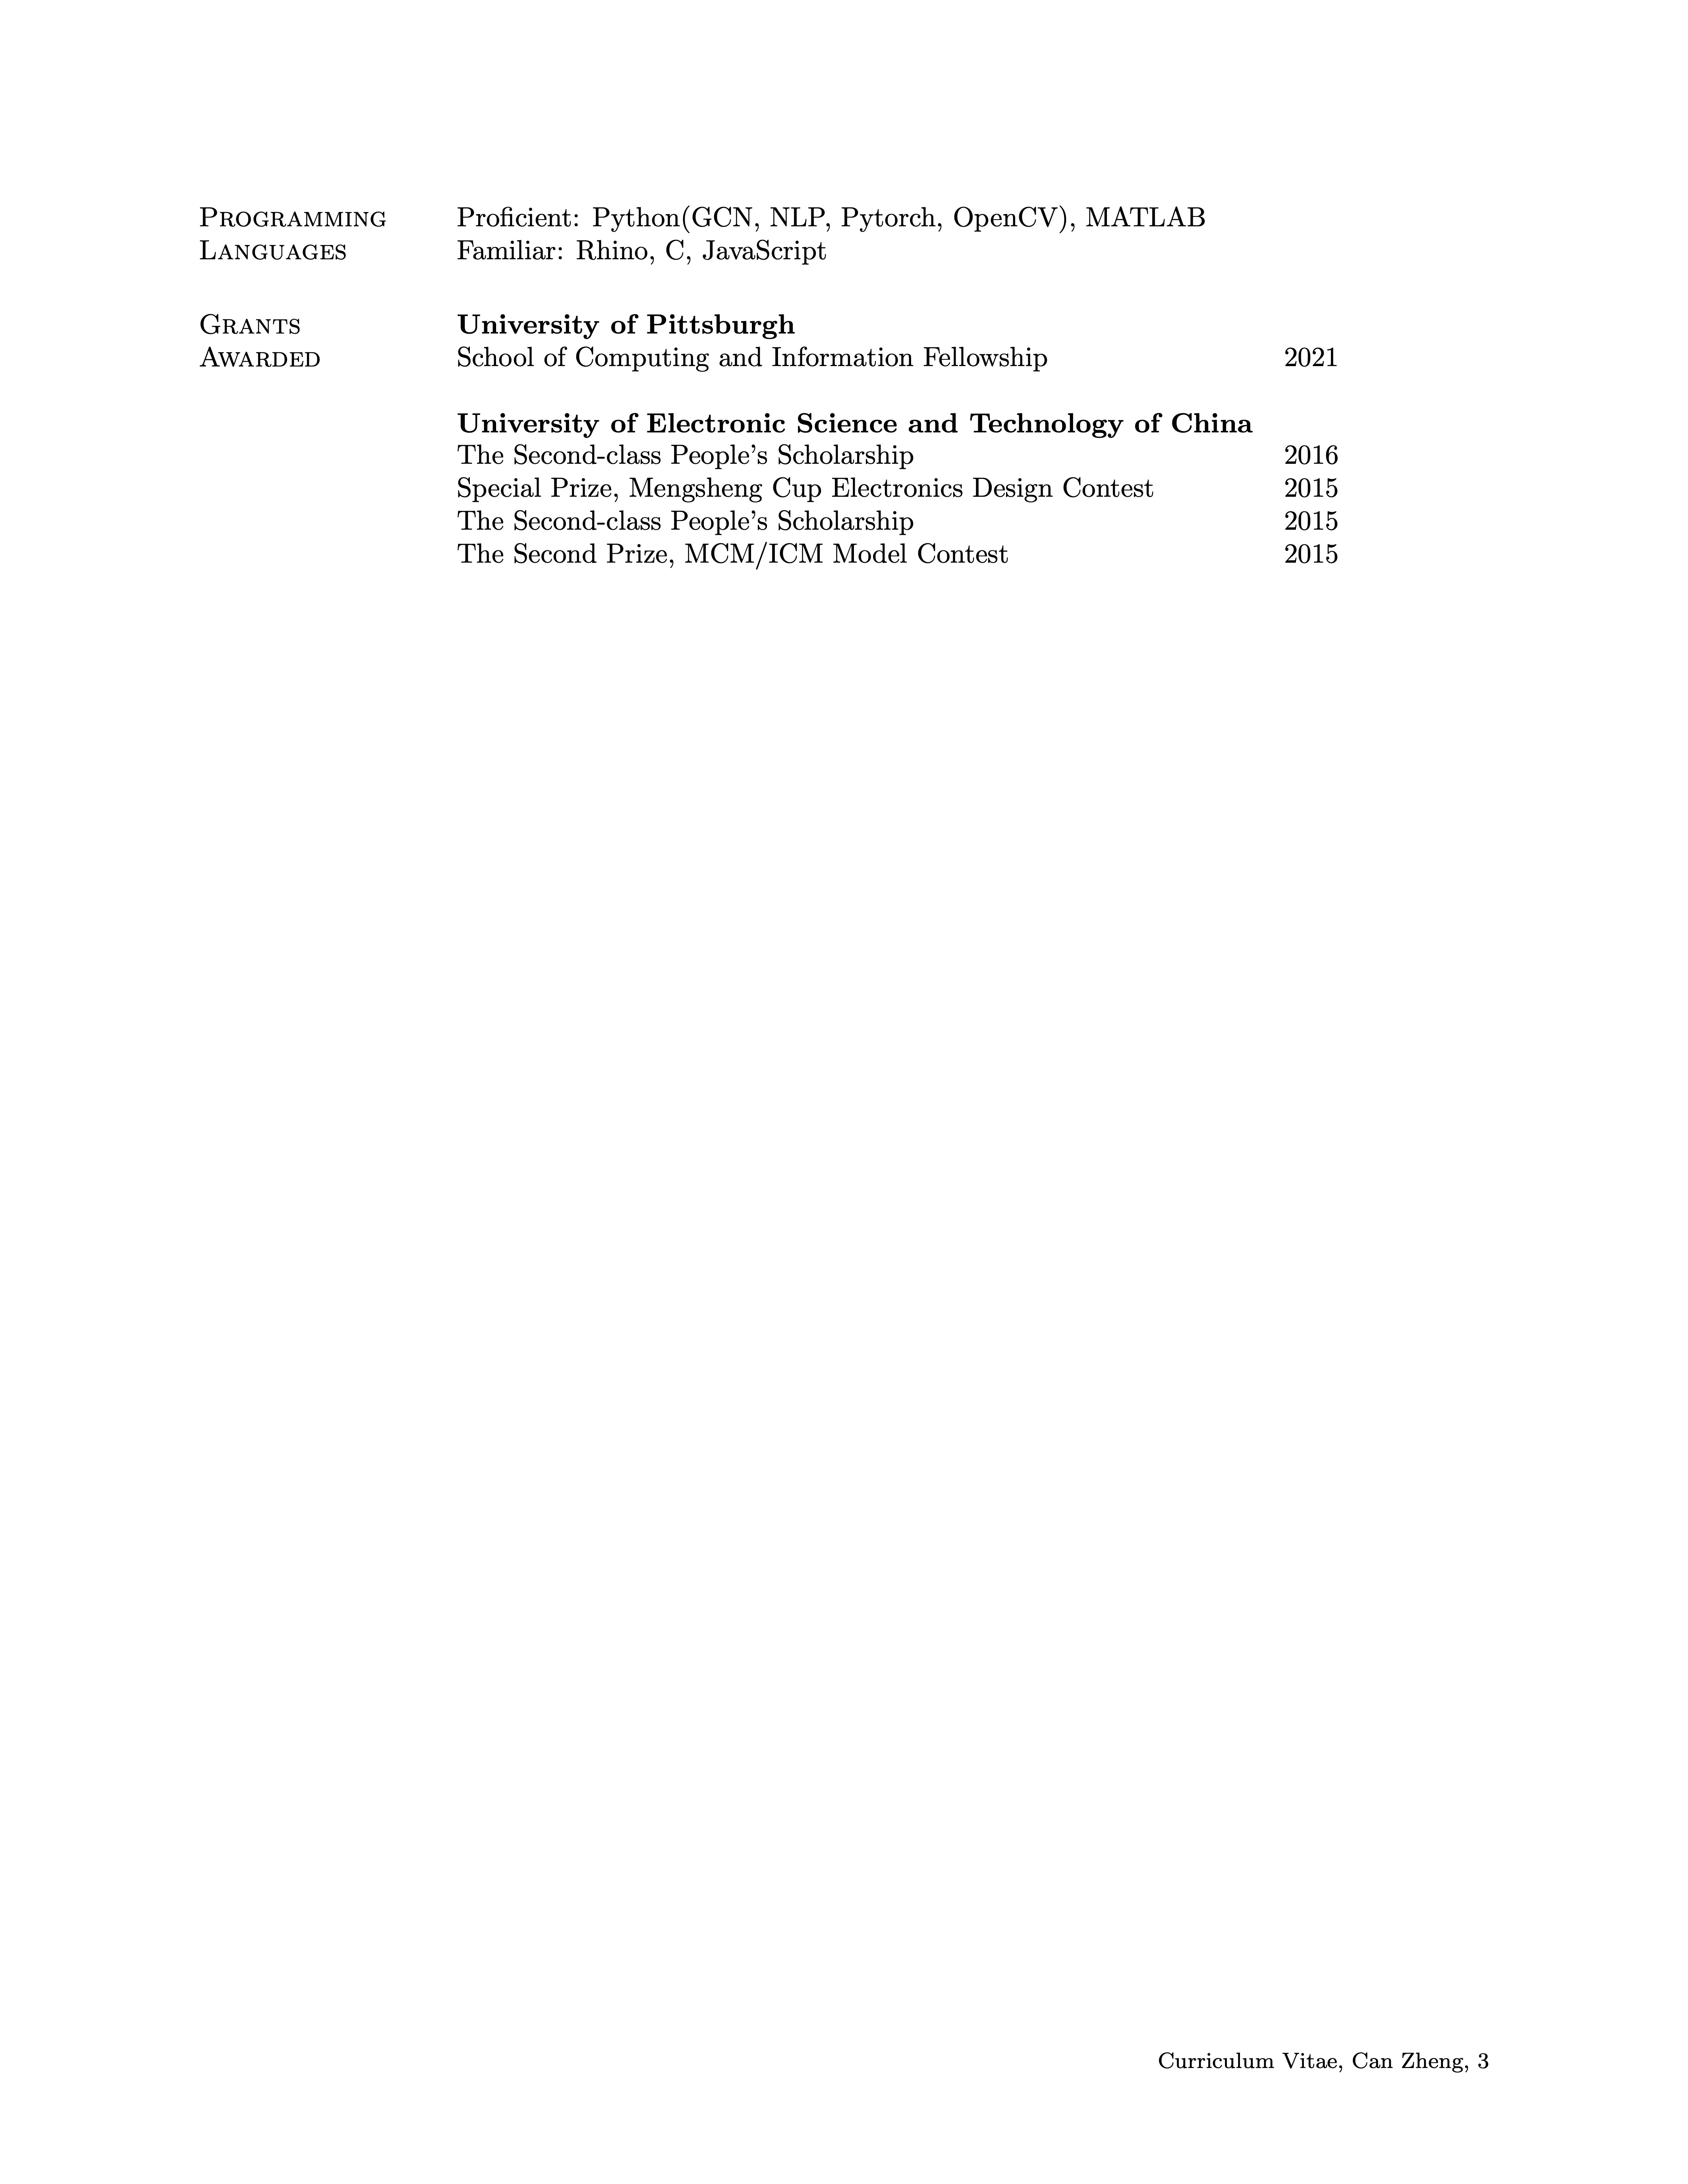 PROGRAMMING LANGUAGES
Proficient: Python(GCN, NLP, Pytorch, OpenCV), MATLAB
Familiar: Rhino, C, JavaScript
GRANTS AWARDED
University of Pittsburgh
School of Computing and Information Fellowship 2021
University of Electronic Science and Technology of China
The Second-class People's Scholarship 2016
Special Prize, Mengsheng Cup Electronics Design Contest 2015
The Second-class People's Scholarship 2015
The Second Prize, MCM/ICM Model Contest 2015
Curriculum Vitae, Can Zheng, 3